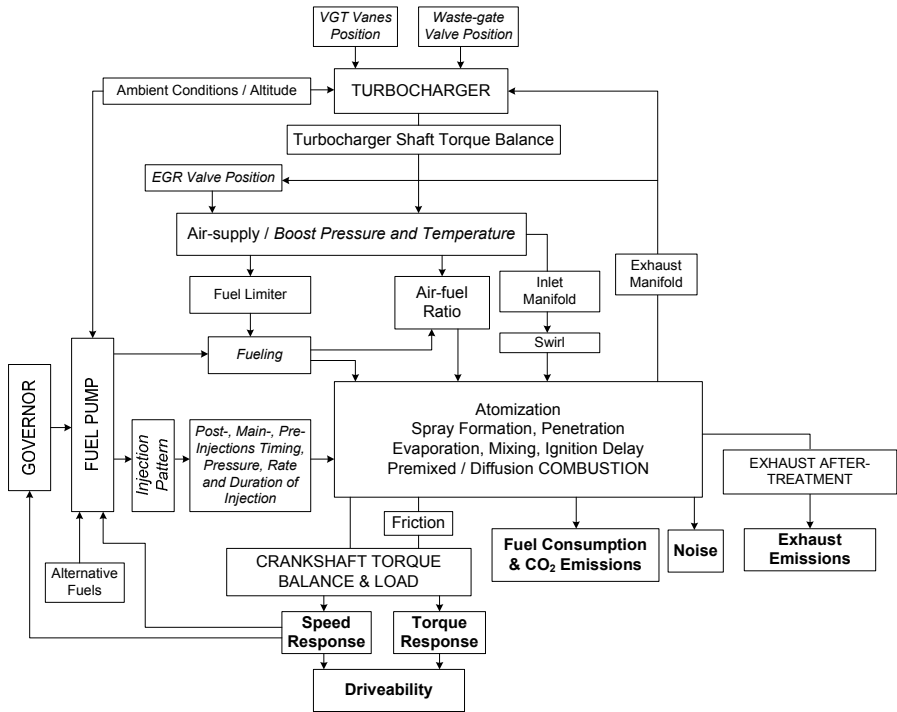 VGT Vanes
Position
Waste-gate
Valve Position
Ambient Conditions / Altitude
TURBOCHARGER
Turbocharger Shaft Torque Balance
EGR Valve Position
Air-supply / Boost Pressure and Temperature
Fuel Limiter
Air-fuel
Ratio
Inlet
Manifold
Exhaust
Manifold
Swirl
Fueling
GOVERNOR
FUEL PUMP
Injection
Pattern
Post-, Main-, Pre-
Injections Timing,
Pressure, Rate
and Duration of
Injection
Atomization
Spray Formation, Penetration
Evaporation, Mixing, Ignition Delay
Premixed / Diffusion COMBUSTION
EXHAUST AFTER-
TREATMENT
Friction
Alternative
Fuels
CRANKSHAFT TORQUE
BALANCE & LOAD
Fuel Consumption
& CO₂ Emissions
Noise
Exhaust
Emissions
Speed
Response
Torque
Response
Driveability